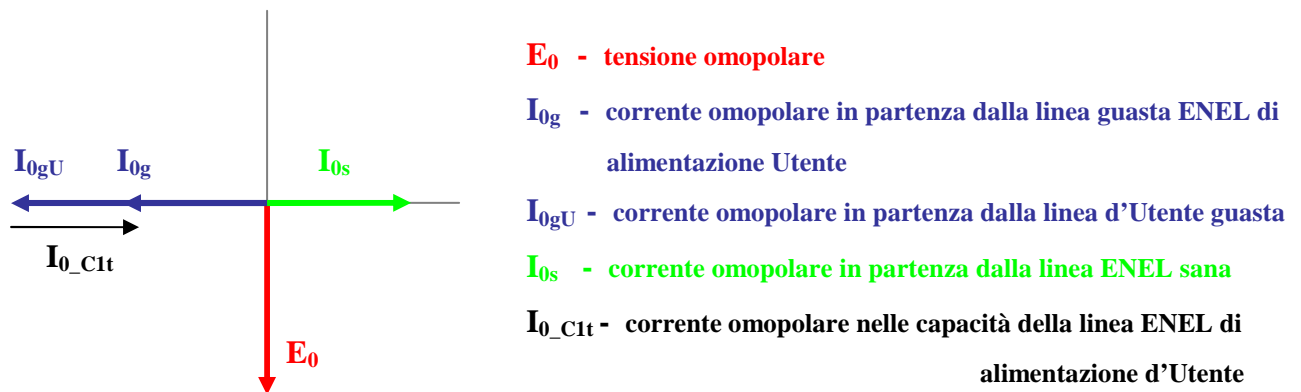 E0 - tensione omopolare
I0g - corrente omopolare in partenza dalla linea guasta ENEL di
alimentazione Utente
I0gU I0g I0s
I0gU - corrente omopolare in partenza dalla linea d'Utente guasta
I0_C1t
I0s - corrente omopolare in partenza dalla linea ENEL sana
I0_C1t - corrente omopolare nelle capacità della linea ENEL di
E0
alimentazione d'Utente